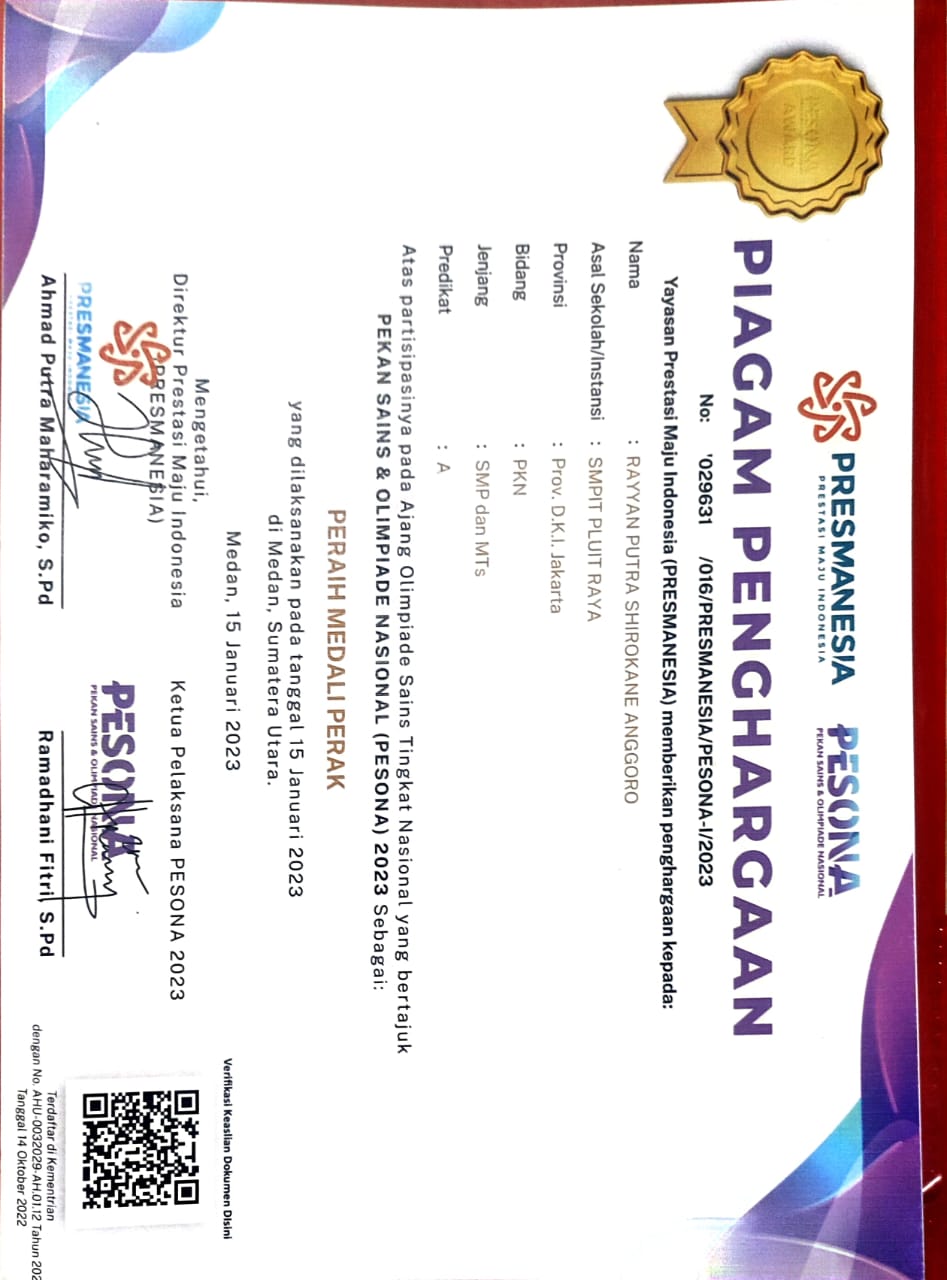 PRESMANESIA
PRESTASI MAJU INDONESIA
PESONA
PEKAN SAINS & OLIMPIADE NASIONAL
PESONA
AWARD
PIAGAM PENGHARGAAN
No: '029631 /016/PRESMANESIA/PESONA-I/2023
Yayasan Prestasi Maju Indonesia (PRESMANESIA) memberikan penghargaan kepada:
Nama : RAYYAN PUTRA SHIROKANE ANGGORO
Asal Sekolah/Instansi : SMPIT PLUIT RAYA
Provinsi : Prov. D.K.I. Jakarta
Bidang : PKN
Jenjang : SMP dan MTs
Predikat : A
Atas partisipasinya pada Ajang Olimpiade Sains Tingkat Nasional yang bertajuk
PEKAN SAINS & OLIMPIADE NASIONAL (PESONA) 2023 Sebagai:
PERAIH MEDALI PERAK
yang dilaksanakan pada tanggal 15 Januari 2023
di Medan, Sumatera Utara.
Medan, 15 Januari 2023
Mengetahui,
Direktur Prestasi Maju Indonesia
(PRESMANESIA)
PRESMANESIA
Ahmad Putra Maharamiko, S.Pd
Ketua Pelaksana PESONA 2023
PESONA
PEKAN SAINS & OLIMPIADE NASIONAL
Ramadhani Fitri, S.Pd
Verifikasi Keaslian Dokumen DIsini
Terdaftar di Kementrian
dengan No. AHU-0032029-AH.01.12 Tahun 202
Tanggal 14 Oktober 2022